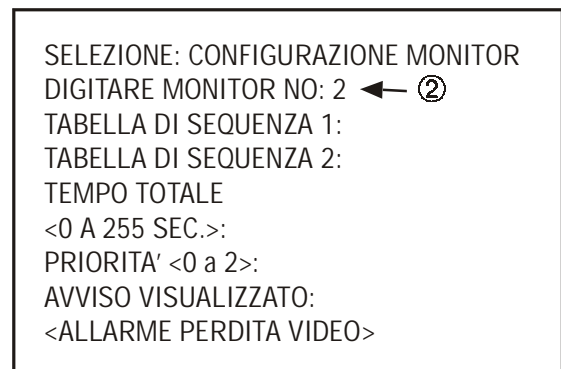 SELEZIONE: CONFIGURAZIONE MONITOR
DIGITARE MONITOR NO: 2 ②
TABELLA DI SEQUENZA 1:
TABELLA DI SEQUENZA 2:
TEMPO TOTALE
<0 A 255 SEC.>:
PRIORITA' <0 a 2>:
AVVISO VISUALIZZATO:
<ALLARME PERDITA VIDEO>